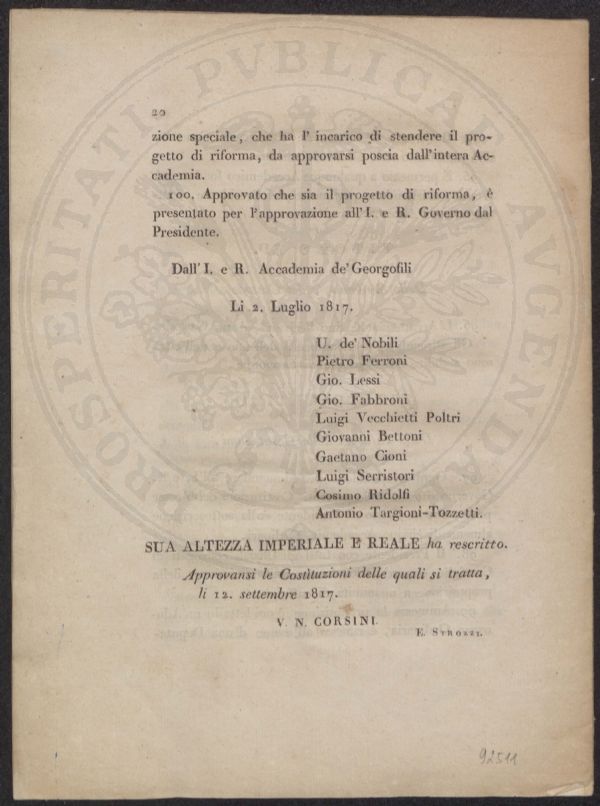 20
zione speciale, che ha l' incarico di stendere il pro-
getto di riforma, da approvarsi poscia dall'intera Ac-
cademia.
100. Approvato che sia il progetto di riforma, è
presentato per l'approvazione all'I. e R. Governo dal
Presidente.
Dall' I. e R. Accademia de' Georgofili
Li 2. Luglio 1817.
U. de' Nobili
Pietro Ferroni
Gio. Lessi
Gio. Fabbroni
Luigi Vecchietti Poltri
Giovanni Bettoni
Gaetano Cioni
Luigi Serristori
Cosimo Ridolfi
Antonio Targioni-Tozzetti.
SUA ALTEZZA IMPERIALE E REALE ha rescritto.
Approvansi le Costituzioni delle quali si tratta,
li 12. settembre 1817.
V. N. CORSINI.
E. STROZZI.
92511
PROSPERITATI PVBLICAE AVGENDAE